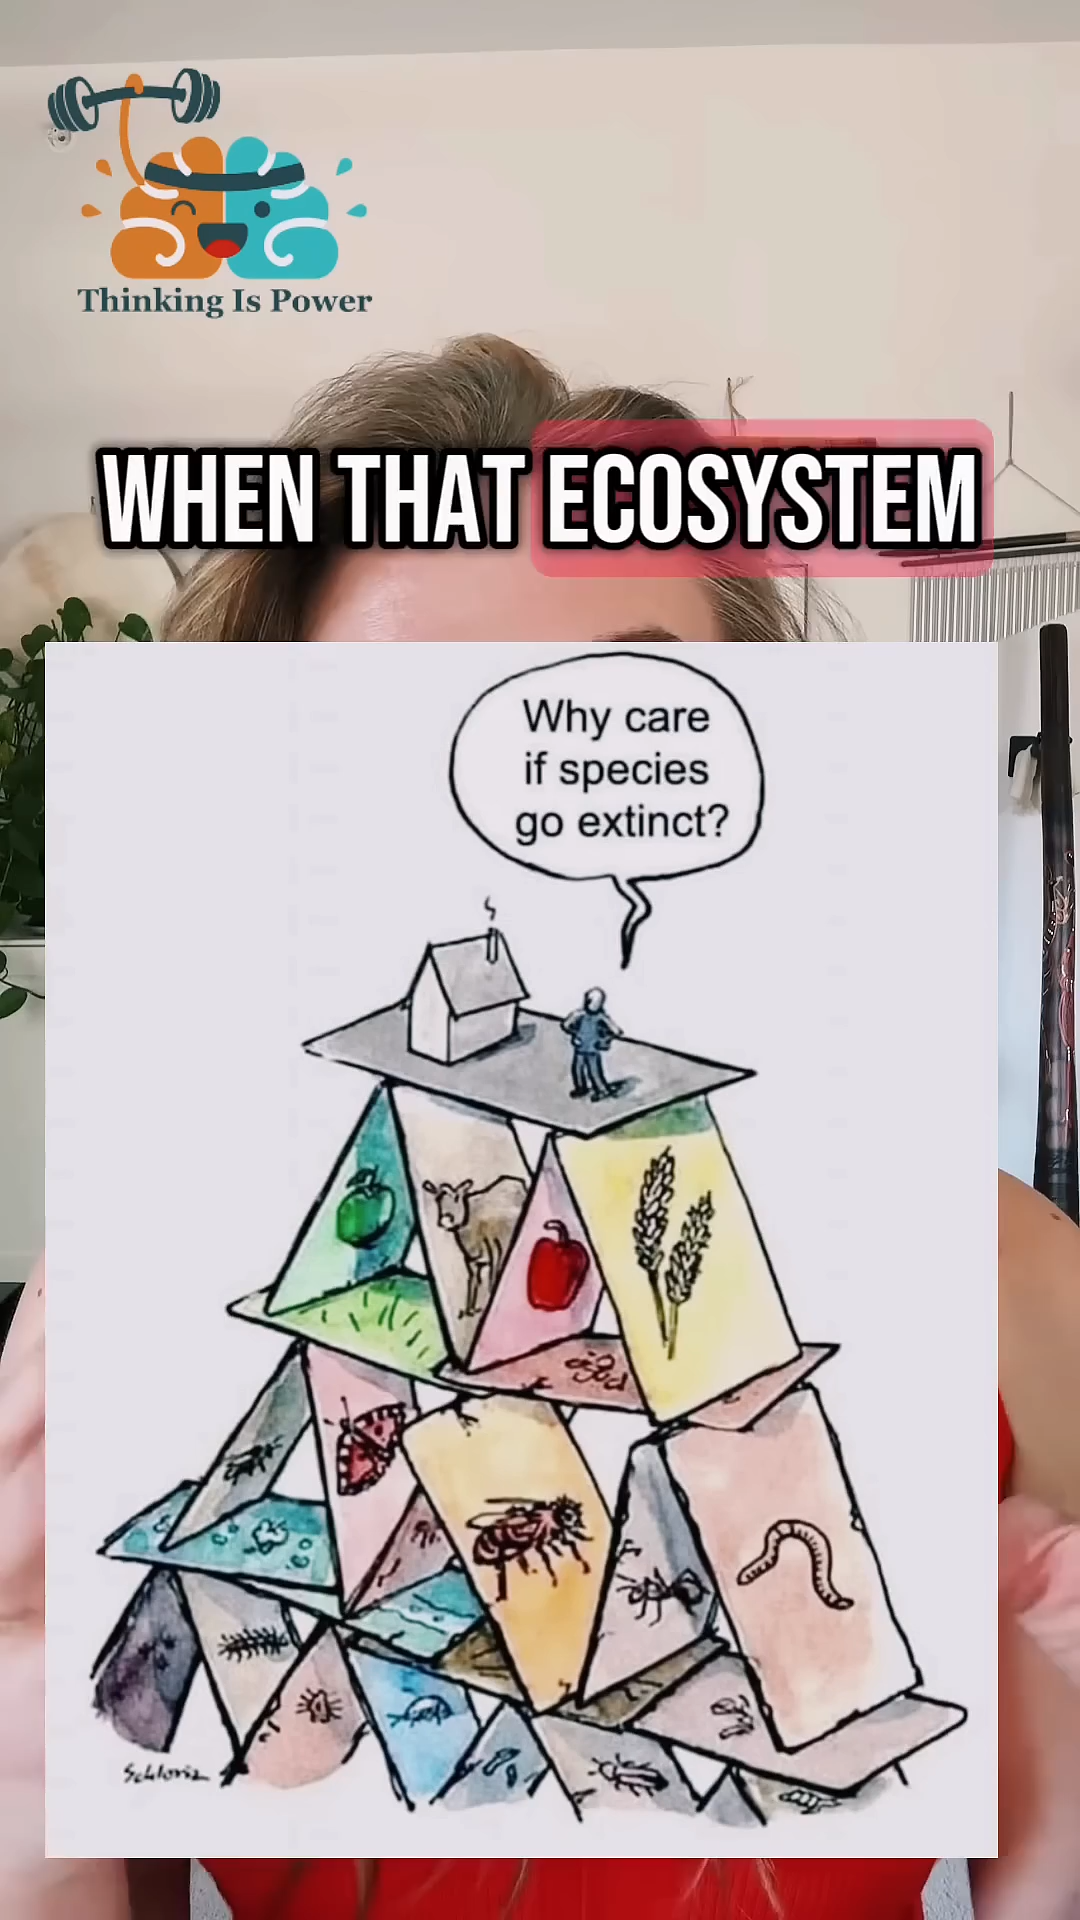 Thinking Is Power
WHEN THAT ECOSYSTEM
Why care
if species
go extinct?